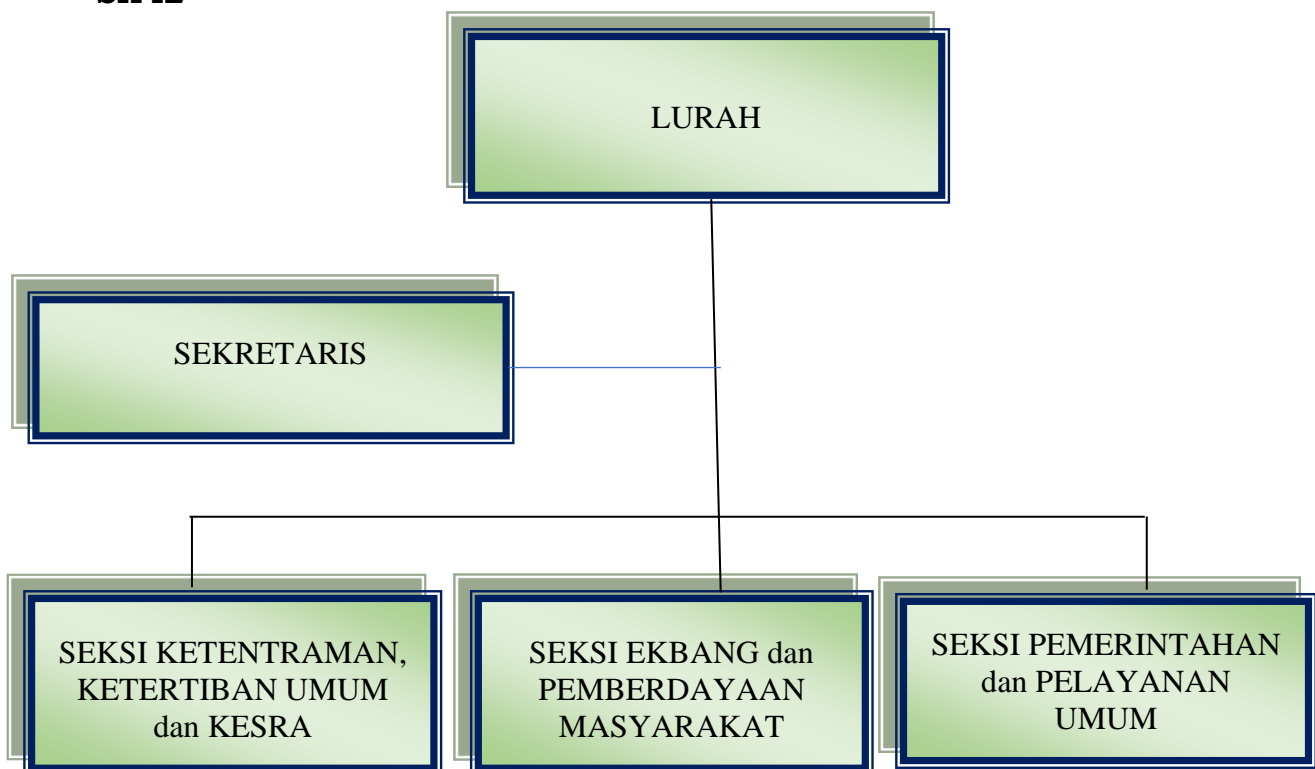 LURAH
SEKRETARIS
SEKSI KETENTRAMAN,
KETERTIBAN UMUM
dan KESRA
SEKSI EKBANG dan
PEMBERDAYAAN
MASYARAKAT
SEKSI PEMERINTAHAN
dan PELAYANAN
UMUM